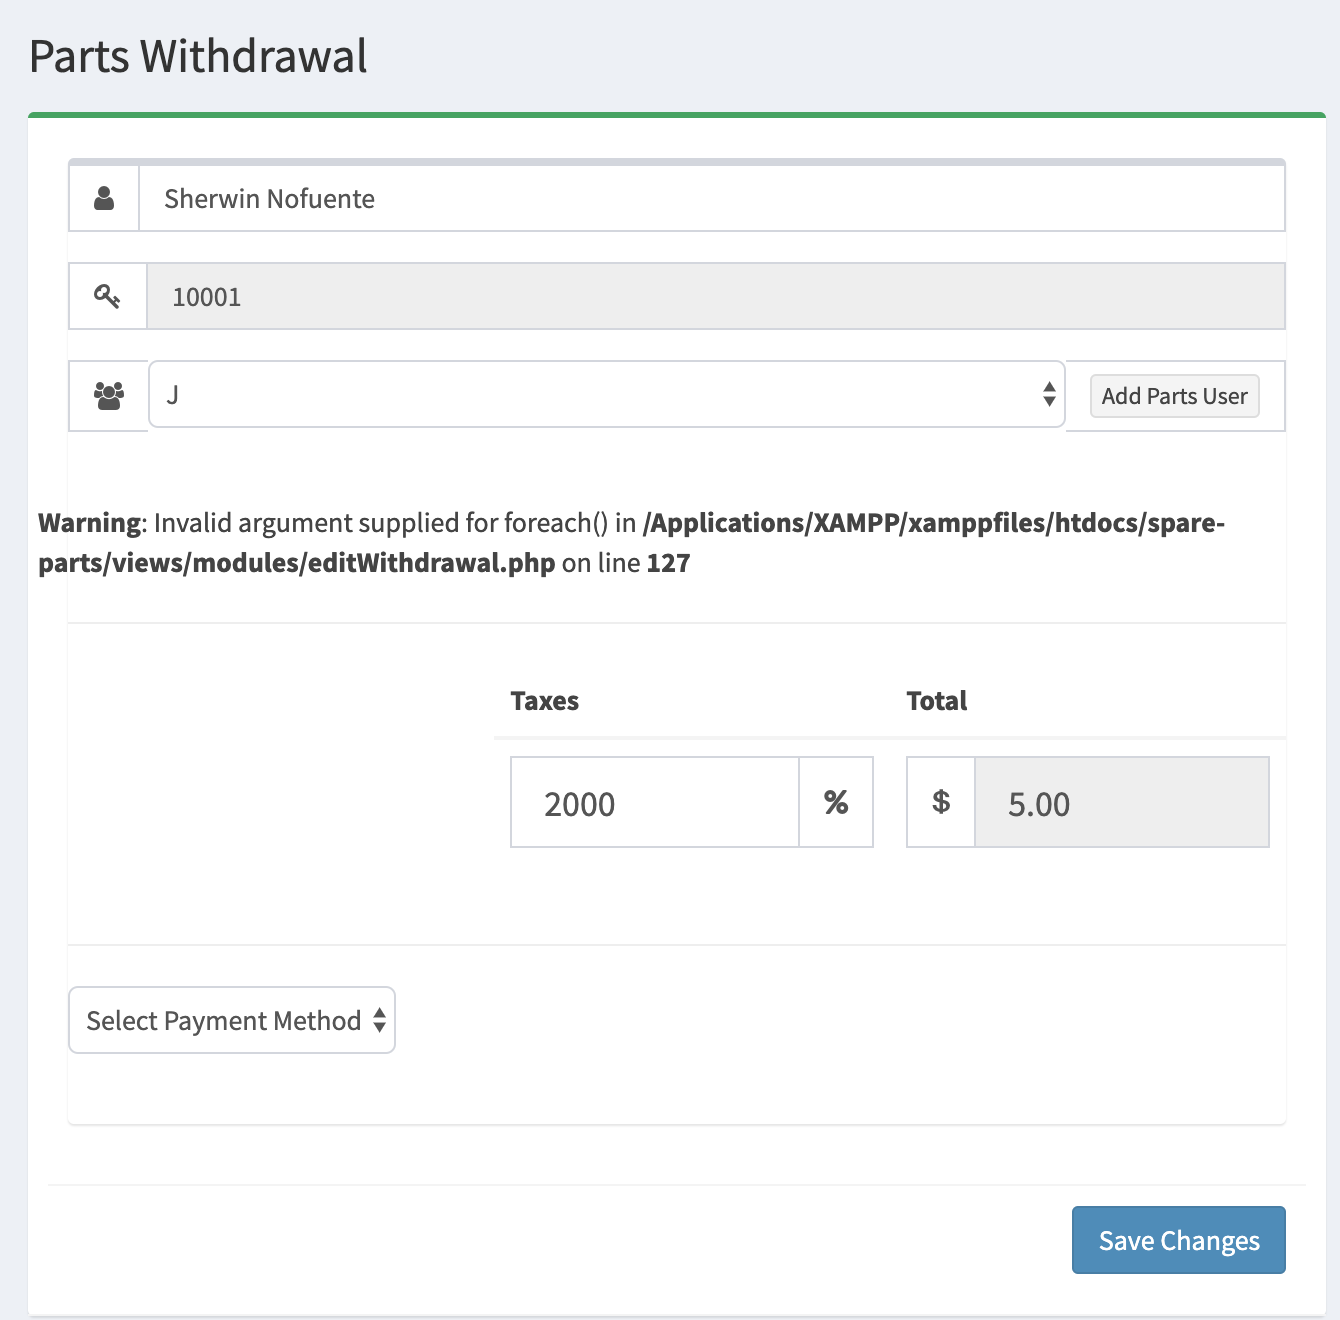 Parts Withdrawal
Sherwin Nofuente
10001
J
Add Parts User
Warning: Invalid argument supplied for foreach() in /Applications/XAMPP/xamppfiles/htdocs/spare-
parts/views/modules/editWithdrawal.php on line 127
Taxes Total
2000 % $ 5.00
Select Payment Method
Save Changes